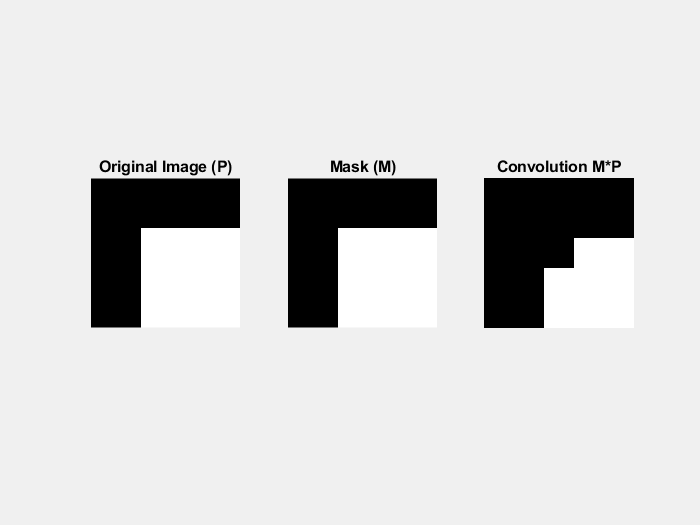 Original Image (P)
Mask (M)
Convolution M*P